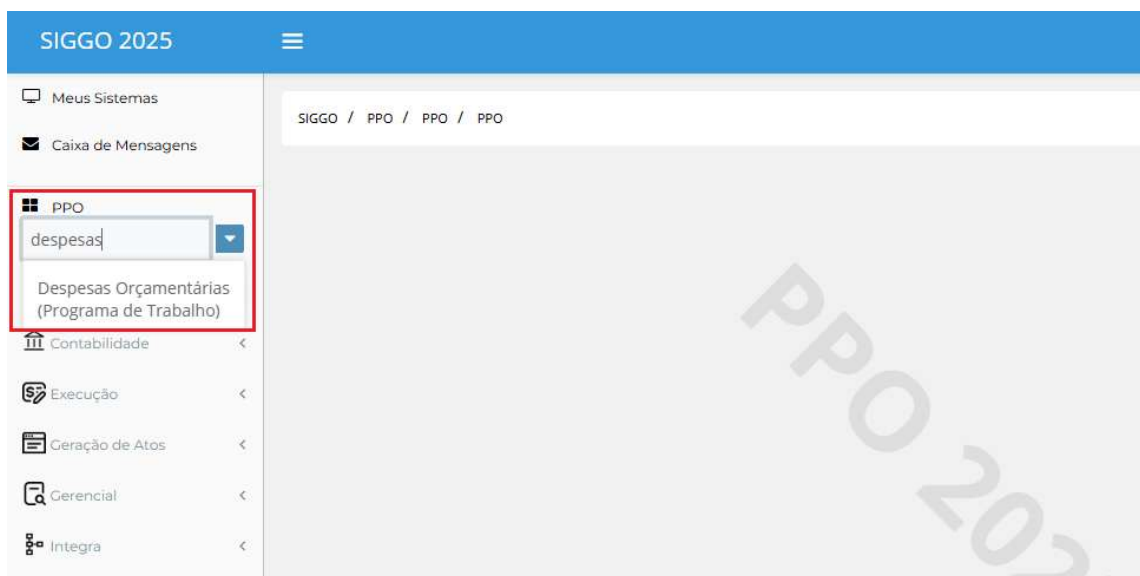 SIGGO 2025
Meus Sistemas
SIGGO / PPO / PPO / PPO
Caixa de Mensagens
PPO
despesas
Despesas Orçamentárias
(Programa de Trabalho)
Contabilidade
Execução
Geração de Atos
Gerencial
Integra
PPO 202